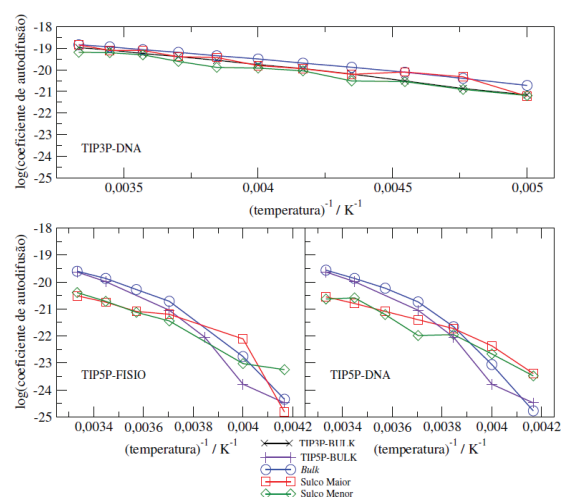 -18
-19
-20
-21
-22
-23
-24
-25
log(coeficiente de autodifusão)
TIP3P-DNA
0,0035 0,004 0,0045 0,005
(temperatura)⁻¹ / K⁻¹
-18
-19
-20
-21
-22
-23
-24
-25
log(coeficiente de autodifusão)
TIP5P-FISIO
0,0034 0,0036 0,0038 0,004 0,0042
(temperatura)⁻¹ / K⁻¹
TIP5P-DNA
0,0034 0,0036 0,0038 0,004 0,0042
(temperatura)⁻¹ / K⁻¹
TIP3P-BULK
TIP5P-BULK
Bulk
Sulco Maior
Sulco Menor